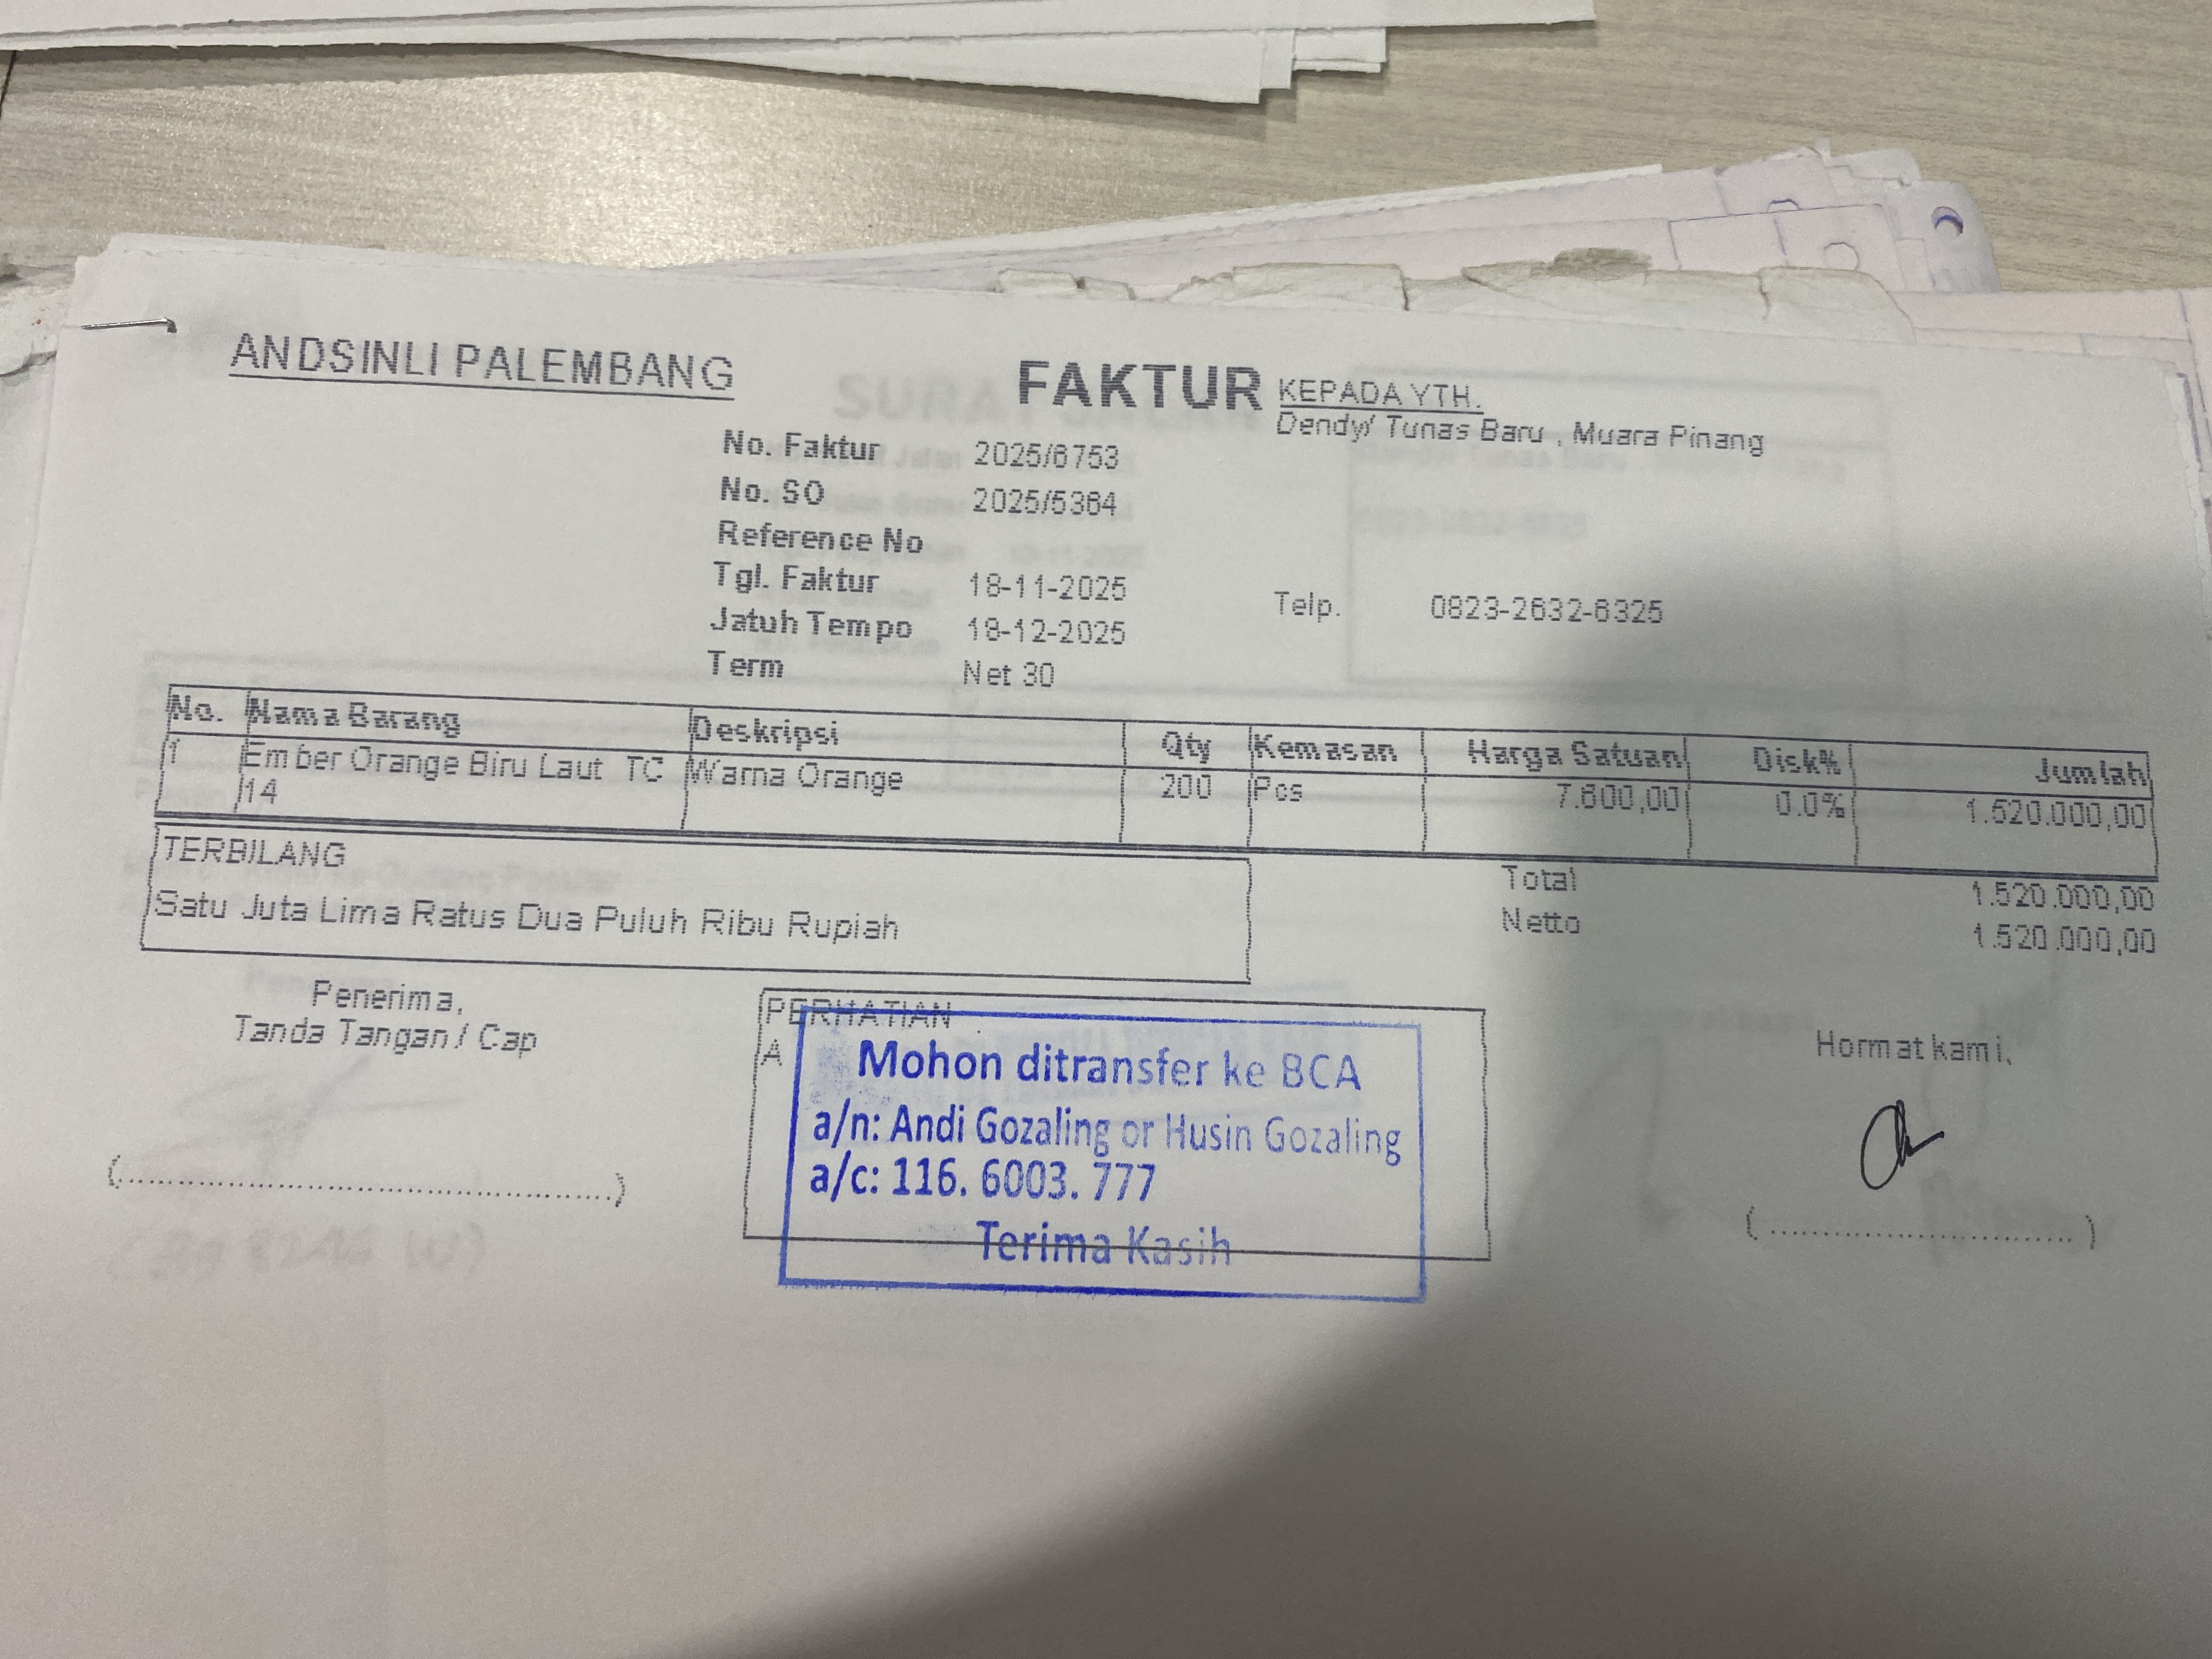 ANDSINLI PALEMBANG
FAKTUR
KEPADA YTH.
Dendy/ Tunas Baru , Muara Pinang
No. Faktur 2025/6753
No. SO 2025/5364
Reference No
Tgl. Faktur 18-11-2025
Jatuh Tempo 18-12-2025
Term Net 30
Telp. 0823-2632-6325
No. Nama Barang Deskripsi Qty Kemasan Harga Satuan Disk% Jumlah
1 Ember Orange Biru Laut TC Warna Orange 200 Pcs 7.600,00 0.0% 1.520.000,00
14
TERBILANG
Satu Juta Lima Ratus Dua Puluh Ribu Rupiah
Total 1.520.000,00
Netto 1.520.000,00
Penerima,
Tanda Tangan / Cap
(..................................................)
PERHATIAN
A
Mohon ditransfer ke BCA
a/n: Andi Gozaling or Husin Gozaling
a/c: 116. 6003. 777
Terima Kasih
Hormat kami,
(..............................)